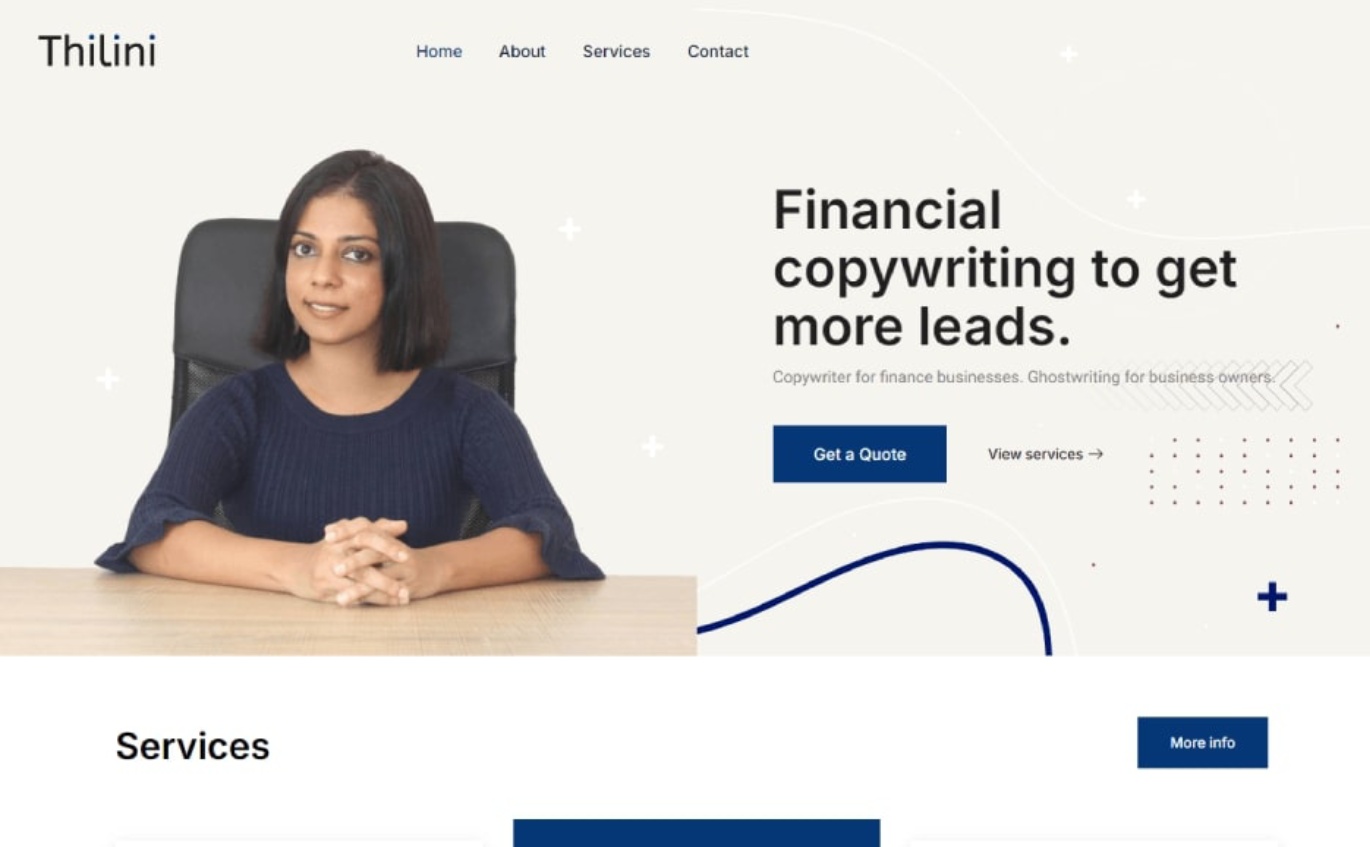 Thilini
Home About Services Contact
Financial
copywriting to get
more leads.
Copywriter for finance businesses. Ghostwriting for business owners.
Get a Quote View services →
Services
More info